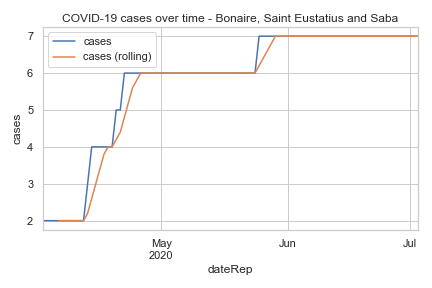 COVID-19 cases over time - Bonaire, Saint Eustatius and Saba
cases
cases (rolling)
7
6
5
4
3
2
cases
May
2020
Jun
Jul
dateRep